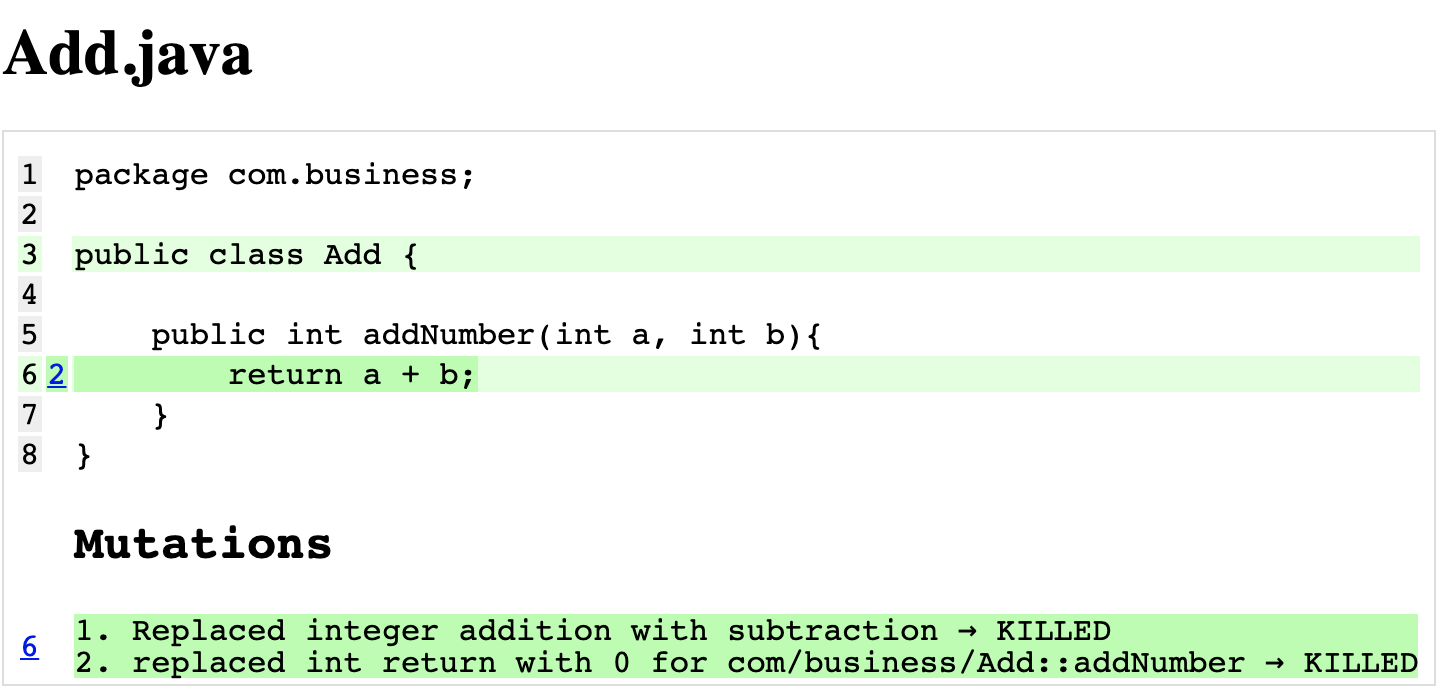 Add.java
1 package com.business;
2
3 public class Add {
4
5     public int addNumber(int a, int b){
6 2         return a + b;
7     }
8 }
Mutations
6 1. Replaced integer addition with subtraction → KILLED
2. replaced int return with 0 for com/business/Add::addNumber → KILLED